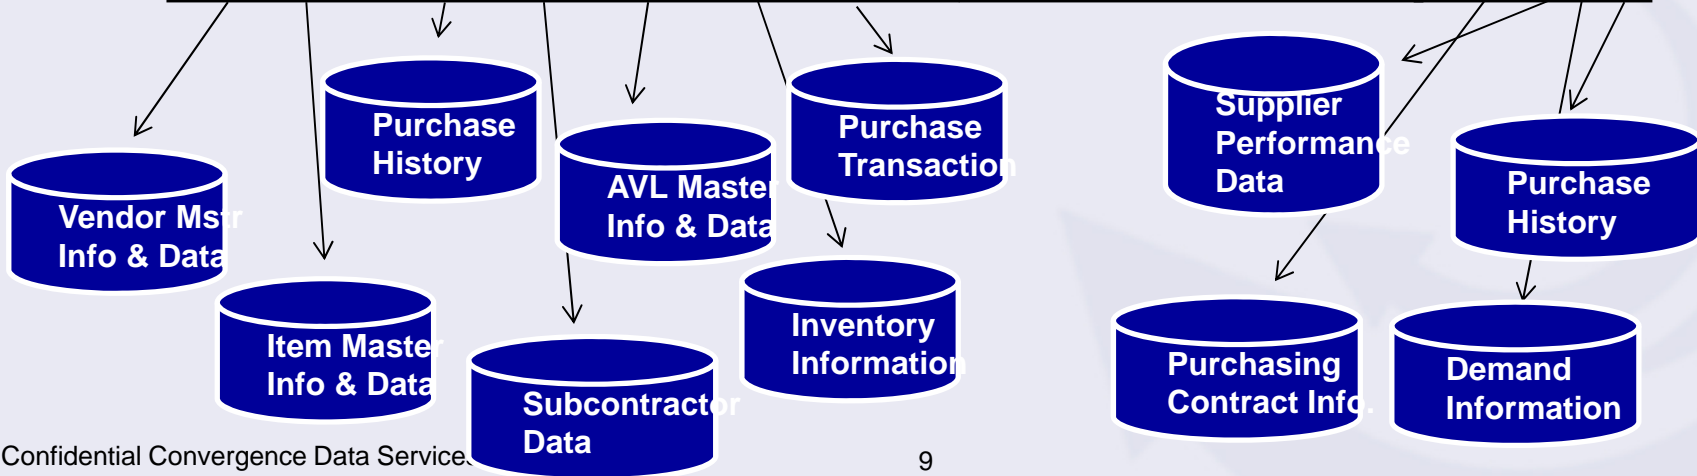 Purchase
History
Purchase
Transaction
Supplier
Performance
Data
AVL Master
Info & Data
Vendor Mstr
Info & Data
Purchase
History
Item Master
Info & Data
Inventory
Information
Subcontractor
Data
Purchasing
Contract Info.
Demand
Information
Confidential Convergence Data Services
9